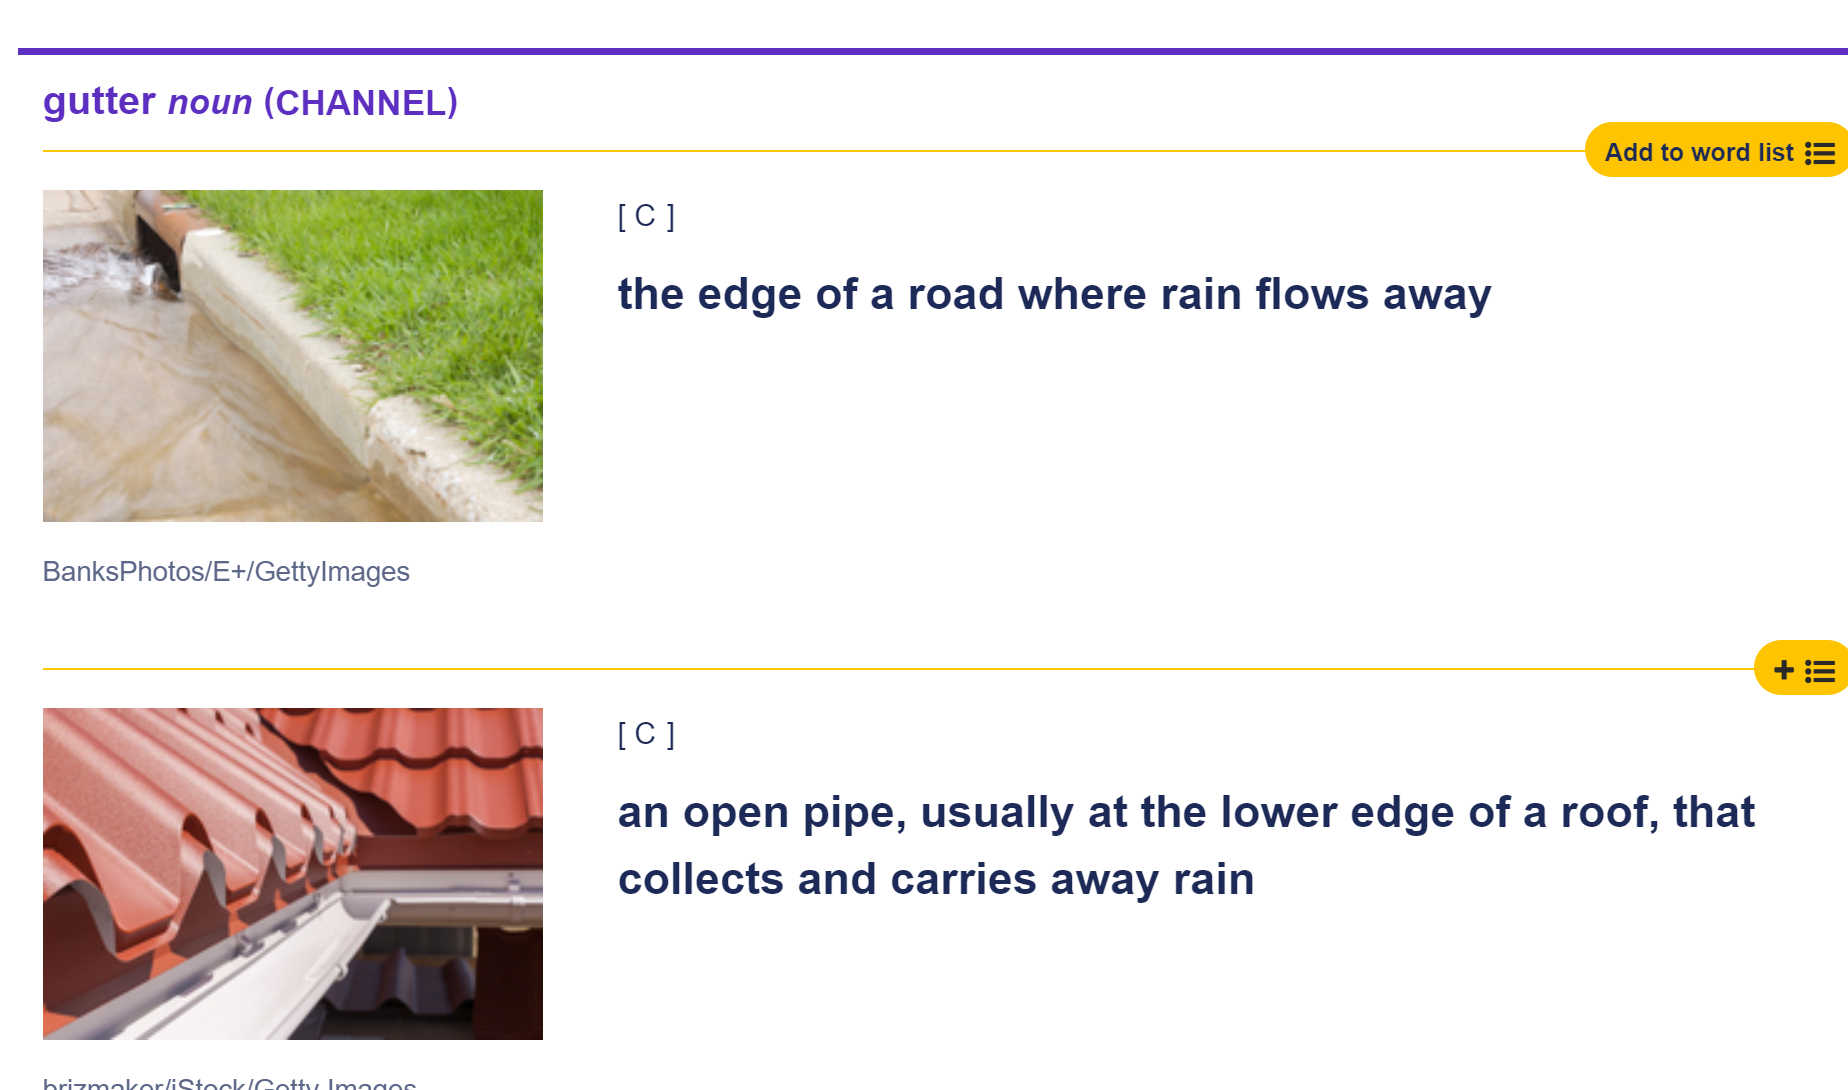 gutter noun (CHANNEL)
Add to word list
[ C ]
the edge of a road where rain flows away
BanksPhotos/E+/GettyImages
[ C ]
an open pipe, usually at the lower edge of a roof, that
collects and carries away rain
brizmaker/iStock/Getty Images